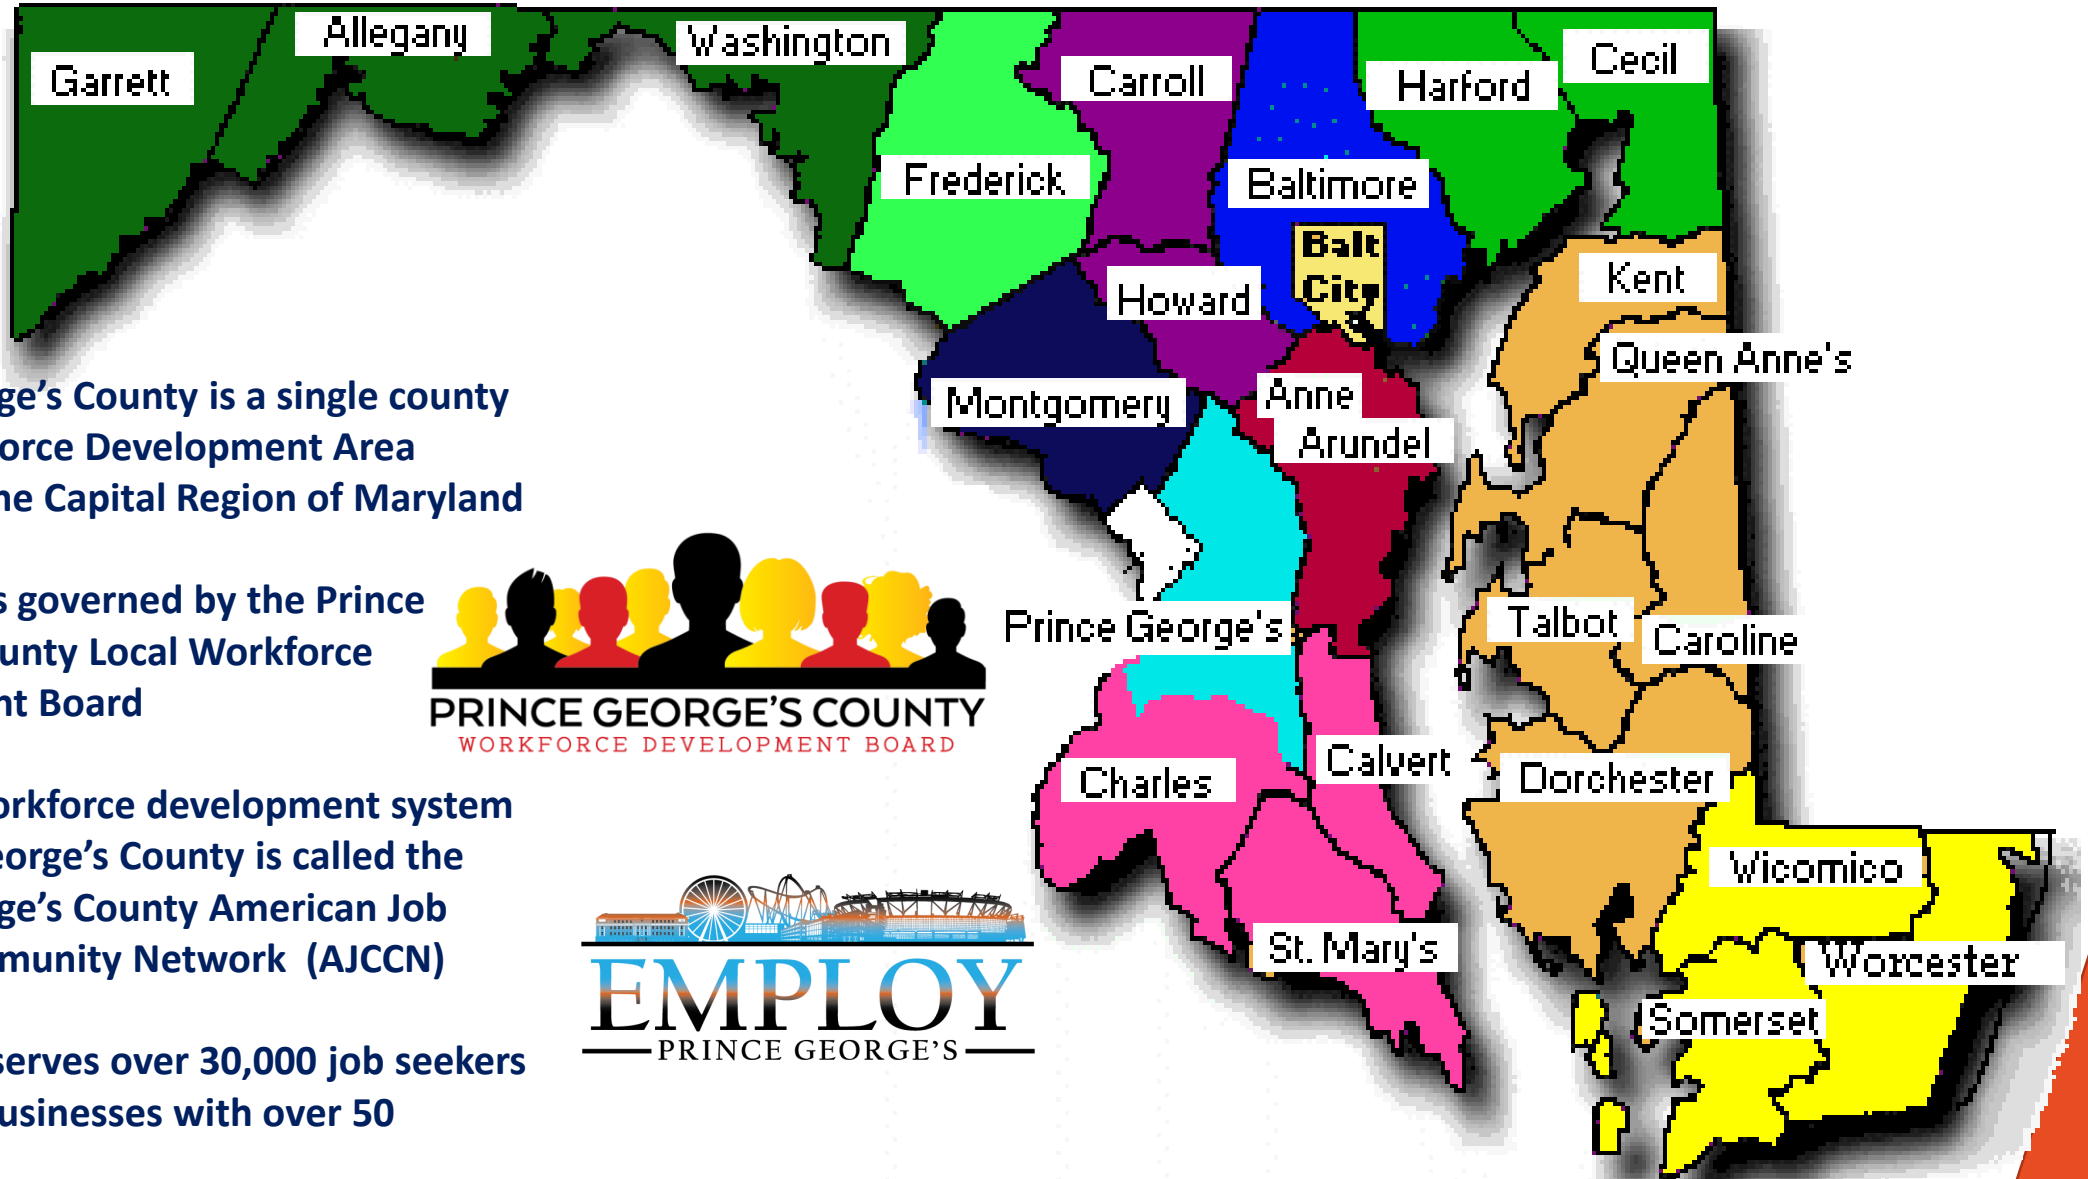 Allegany
Washington
Garrett
Carroll
Harford
Cecil
Frederick
Baltimore
Balt
City
Kent
Howard
Queen Anne's
Montgomery
Anne
Arundel
Prince George's
Talbot
Caroline
Calvert
Charles
Dorchester
Wicomico
St. Mary's
Worcester
Somerset
ge's County is a single county
orce Development Area
he Capital Region of Maryland
s governed by the Prince
unty Local Workforce
nt Board
orkforce development system
eorge's County is called the
ge's County American Job
munity Network (AJCCN)
serves over 30,000 job seekers
usinesses with over 50
PRINCE GEORGE'S COUNTY
WORKFORCE DEVELOPMENT BOARD
EMPLOY
PRINCE GEORGE'S